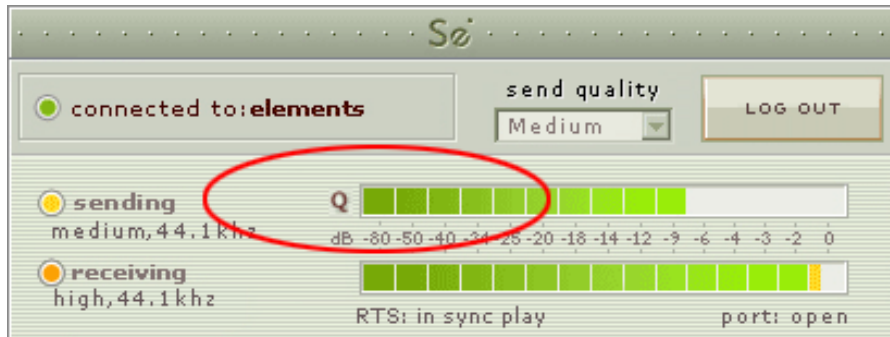 Se
connected to:elements
send quality
Medium
LOG OUT
sending
medium,44.1khz
Q
dB -80 -50 -40 -34 -25 -20 -18 -14 -12 -9 -6 -4 -3 -2 0
receiving
high,44.1khz
RTS: in sync play
port: open